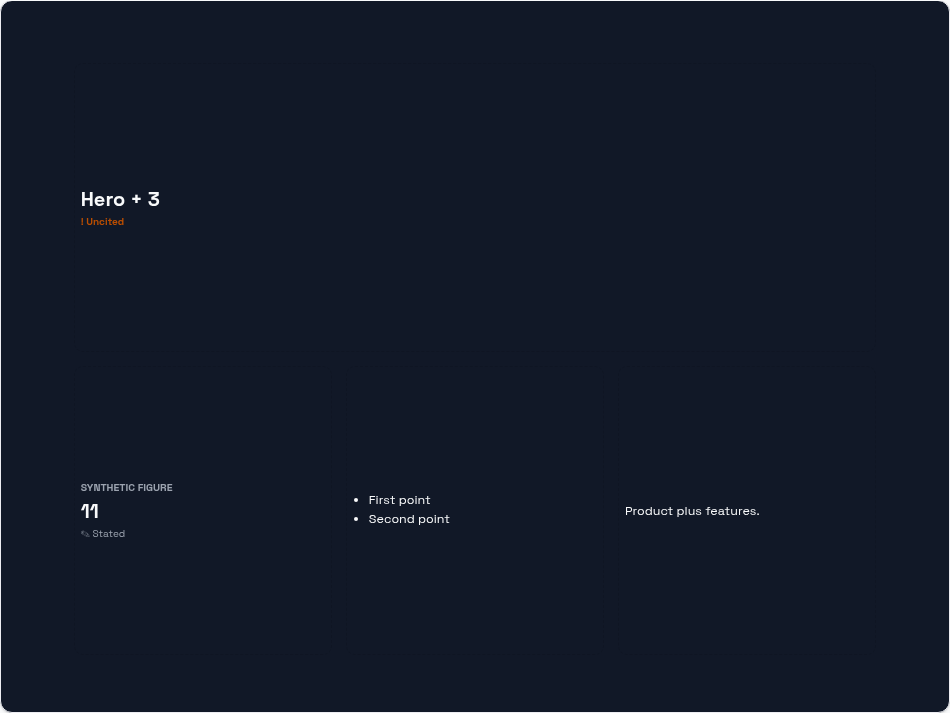 Hero + 3
! Uncited
SYNTHETIC FIGURE
11
✎ Stated
• First point
• Second point
Product plus features.